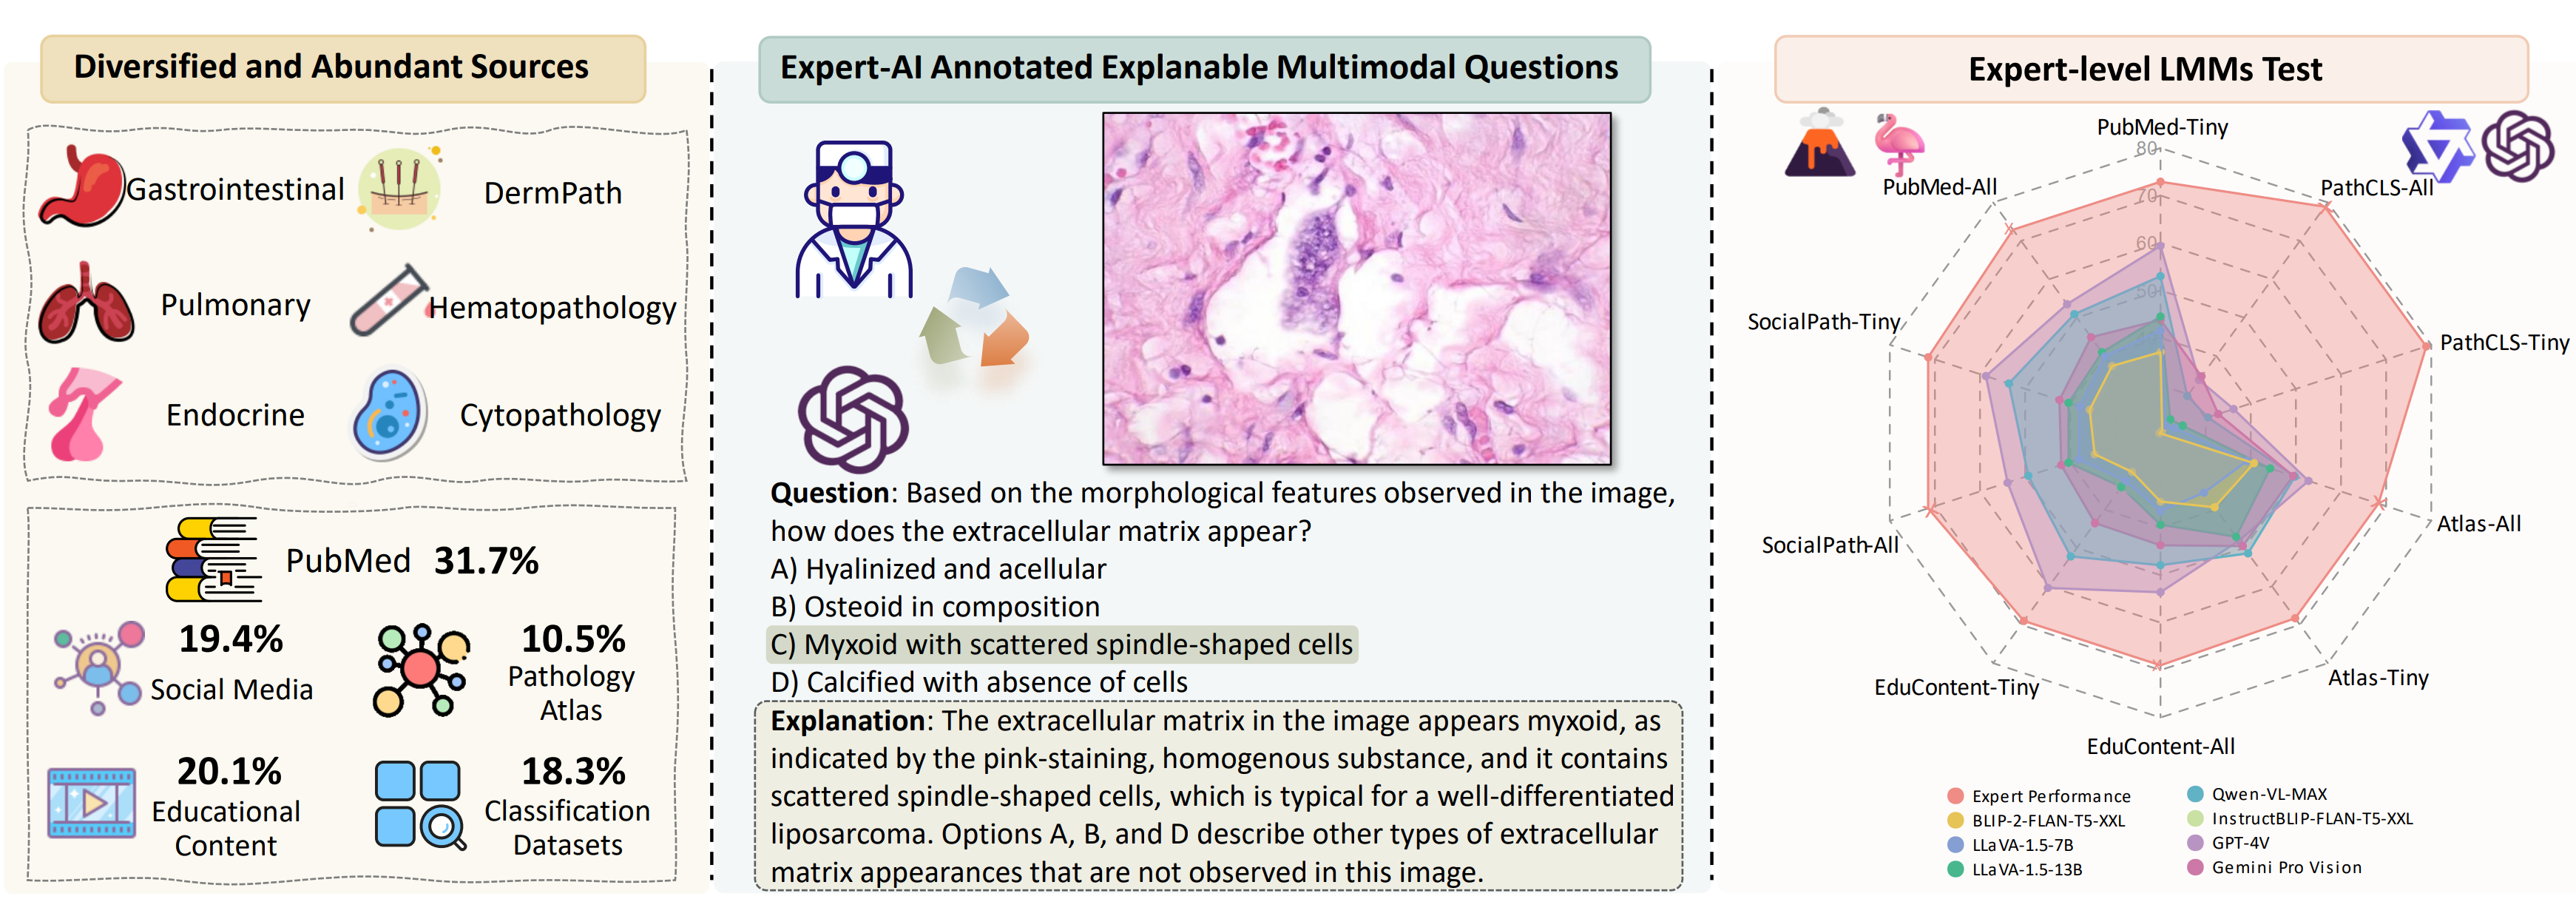 Diversified and Abundant Sources
Gastrointestinal
DermPath
Pulmonary
Hematopathology
Endocrine
Cytopathology
PubMed 31.7%
19.4%
Social Media
10.5%
Pathology
Atlas
20.1%
Educational
Content
18.3%
Classification
Datasets
Expert-AI Annotated Explanable Multimodal Questions
Question: Based on the morphological features observed in the image,
how does the extracellular matrix appear?
A) Hyalinized and acellular
B) Osteoid in composition
C) Myxoid with scattered spindle-shaped cells
D) Calcified with absence of cells
Explanation: The extracellular matrix in the image appears myxoid, as
indicated by the pink-staining, homogenous substance, and it contains
scattered spindle-shaped cells, which is typical for a well-differentiated
liposarcoma. Options A, B, and D describe other types of extracellular
matrix appearances that are not observed in this image.
Expert-level LMMs Test
PubMed-Tiny
80
PathCLS-All
PubMed-All
70
60
50
SocialPath-Tiny
PathCLS-Tiny
Atlas-All
SocialPath-All
Atlas-Tiny
EduContent-Tiny
EduContent-All
Expert Performance
BLIP-2-FLAN-T5-XXL
LLaVA-1.5-7B
LLaVA-1.5-13B
Qwen-VL-MAX
InstructBLIP-FLAN-T5-XXL
GPT-4V
Gemini Pro Vision